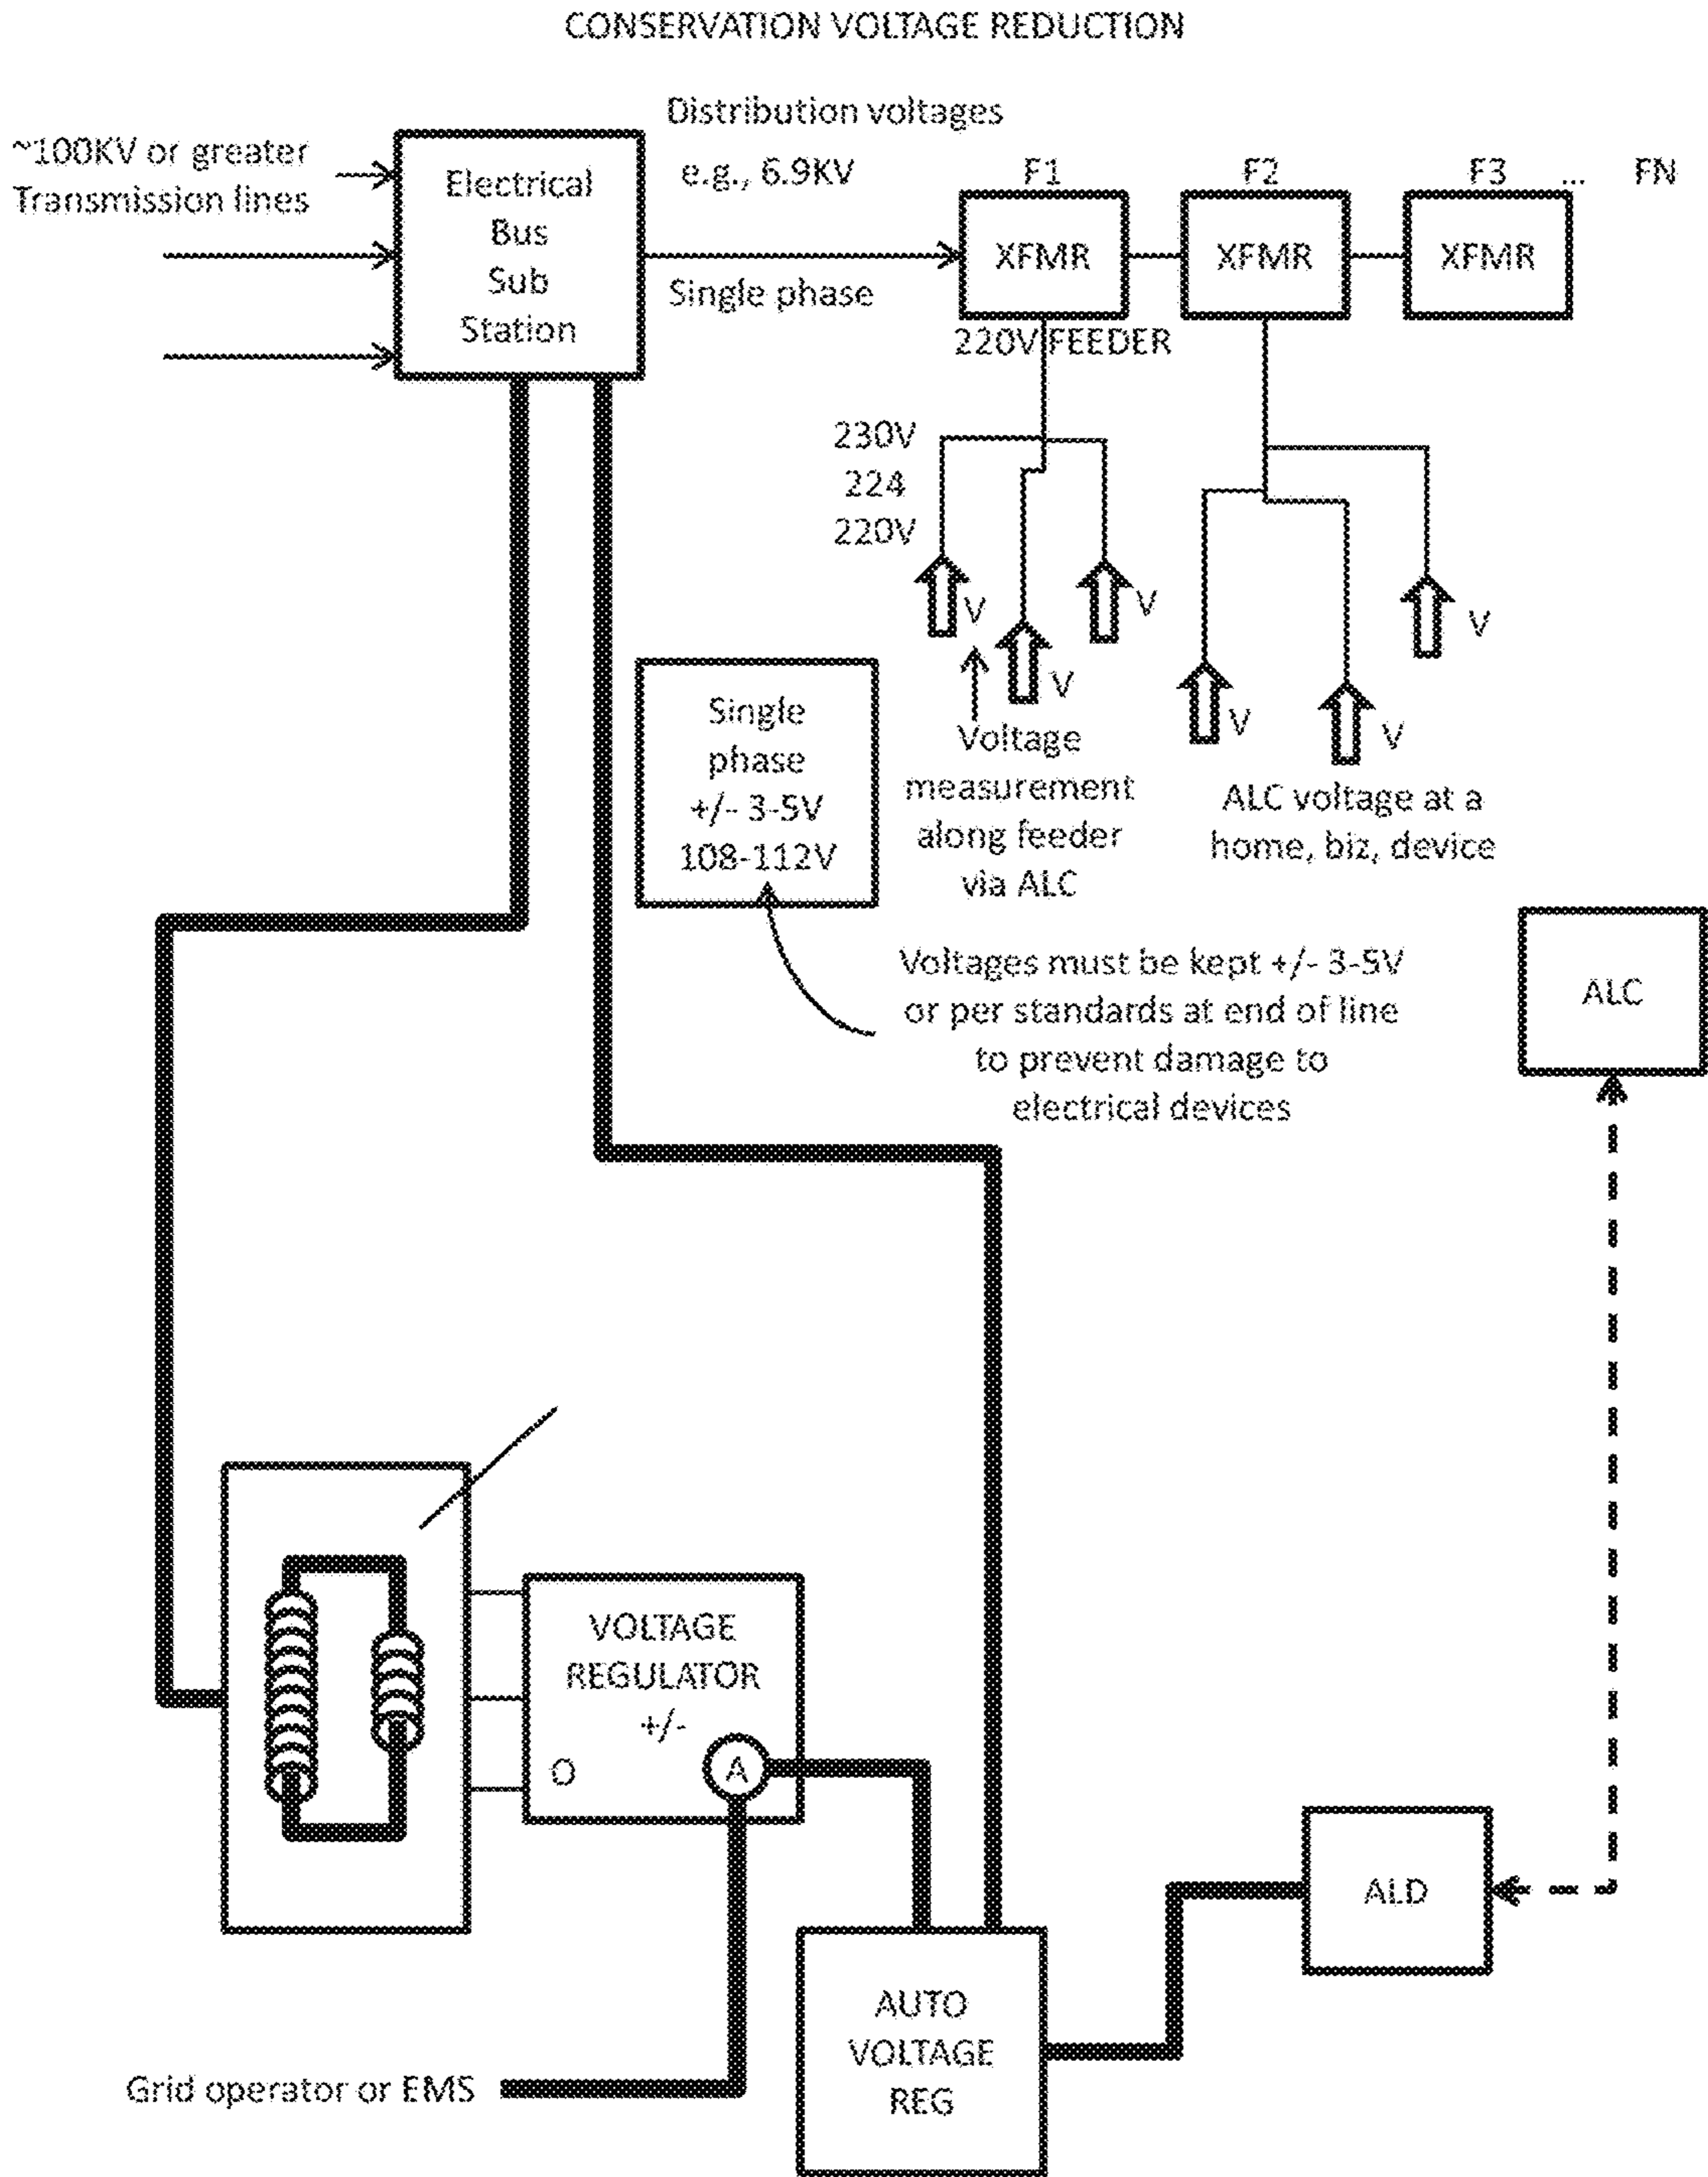 CONSERVATION VOLTAGE REDUCTION
Distribution voltages
~100KV or greater
Transmission lines
e.g., 6.9KV
F1
F2
F3
...
FN
Electrical
Bus
Sub
Station
XFMR
XFMR
XFMR
Single phase
220V FEEDER
230V
224
220V
V
V
V
V
V
V
Single
phase
+/- 3-5V
108-112V
Voltage
measurement
along feeder
via ALC
ALC voltage at a
home, biz, device
Voltages must be kept +/- 3-5V
or per standards at end of line
to prevent damage to
electrical devices
ALC
VOLTAGE
REGULATOR
+/-
O
A
ALD
AUTO
VOLTAGE
REG
Grid operator or EMS